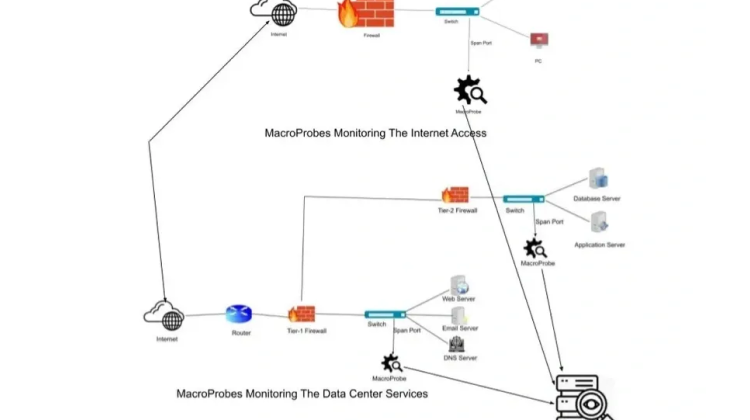 Internet
Firewall
Switch
Span Port
PC
MacroProbe
MacroProbes Monitoring The Internet Access
Tier-2 Firewall
Switch
Database Server
Span Port
Application Server
MacroProbe
Web Server
Internet
Router
Tier-1 Firewall
Switch
Span Port
Email Server
DNS Server
MacroProbe
MacroProbes Monitoring The Data Center Services